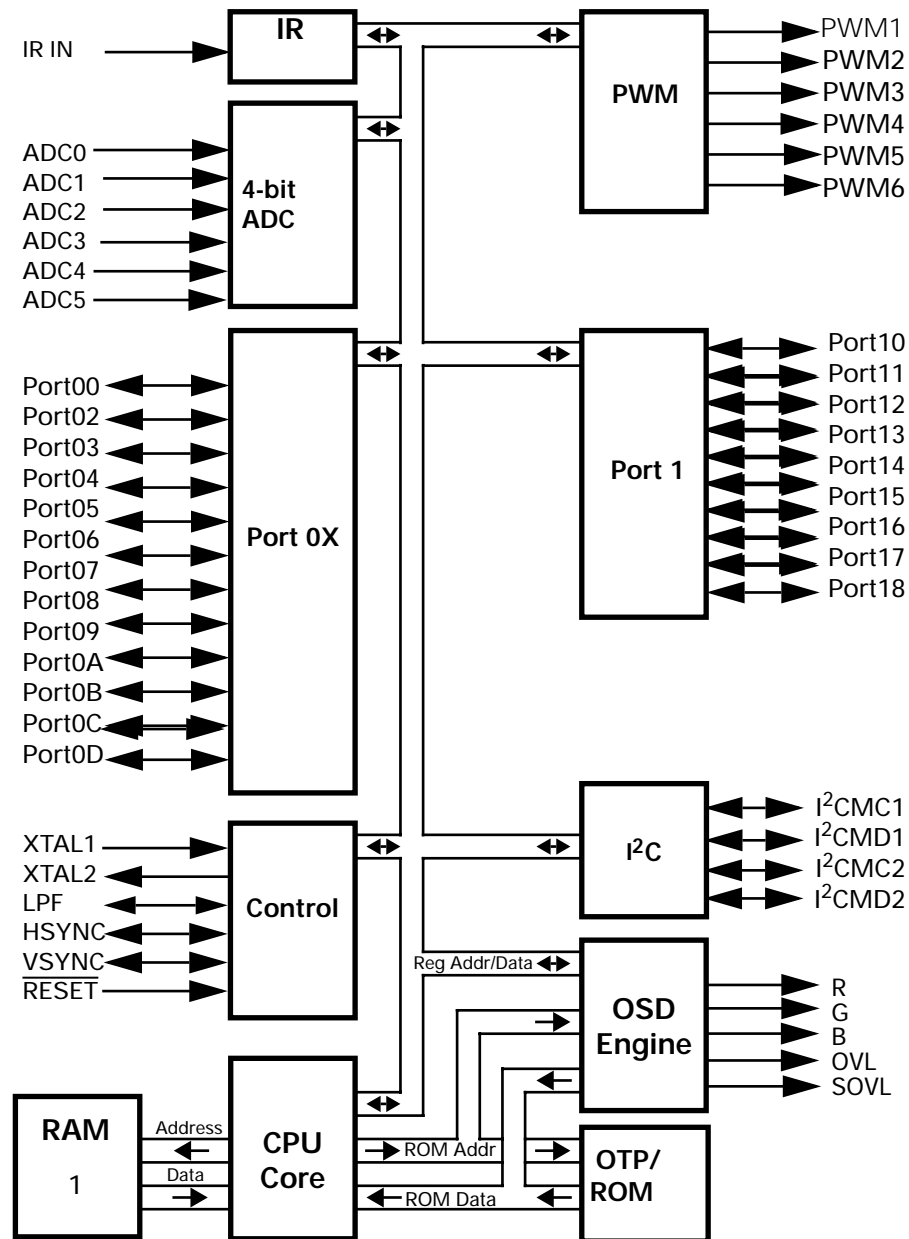 IR IN
IR
PWM
PWM1
PWM2
PWM3
PWM4
PWM5
PWM6
ADC0
ADC1
ADC2
ADC3
ADC4
ADC5
4-bit
ADC
Port00
Port02
Port03
Port04
Port05
Port06
Port07
Port08
Port09
Port0A
Port0B
Port0C
Port0D
Port 0X
Port 1
Port10
Port11
Port12
Port13
Port14
Port15
Port16
Port17
Port18
XTAL1
XTAL2
LPF
HSYNC
VSYNC
RESET
Control
I²C
I²CMC1
I²CMD1
I²CMC2
I²CMD2
Reg Addr/Data
OSD
Engine
R
G
B
OVL
SOVL
RAM
1
Address
Data
CPU
Core
ROM Addr
ROM Data
OTP/
ROM